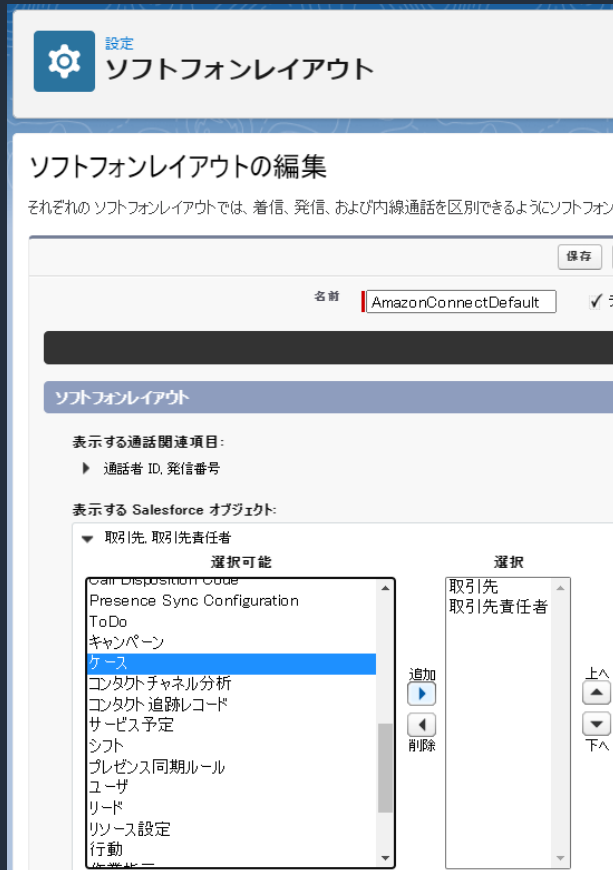 設定
ソフトフォンレイアウト
ソフトフォンレイアウトの編集
それぞれの ソフトフォンレイアウトでは、着信、発信、および内線通話を区別できるようにソフトフォン
保存
名前
AmazonConnectDefault
ソフトフォンレイアウト
表示する通話関連項目:
通話者 ID, 発信番号
表示する Salesforce オブジェクト:
取引先, 取引先責任者
選択可能
選択
Call Disposition Code
Presence Sync Configuration
ToDo
キャンペーン
ケース
コンタクトチャネル分析
コンタクト追跡レコード
サービス予定
シフト
プレゼンス同期ルール
ユーザ
リード
リソース設定
行動
追加
削除
取引先
取引先責任者
上へ
下へ